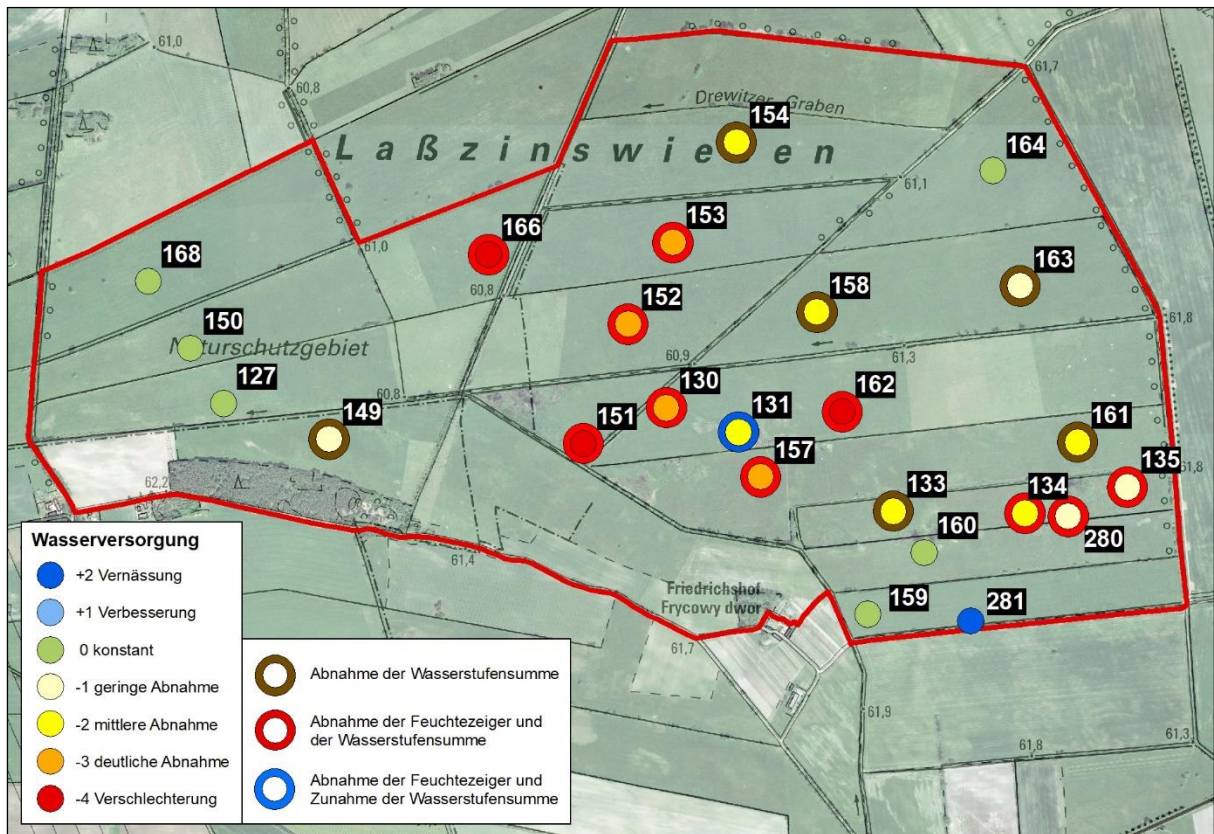 61,0
61,7
60,8
Drewitzer Graben
154
Laßzinswiesen
164
61,1
153
166
61,0
168
163
60,8
152
158
61,8
150
Naturschutzgebiet
60,9
61,3
127
60,8
130
131
162
149
151
161
157
135
61,8
62,2
133
134
160
280
61,4
Friedrichshof
Frycowy dwor
159
281
61,7
61,9
61,8
61,3
Wasserversorgung
+2 Vernässung
+1 Verbesserung
0 konstant
-1 geringe Abnahme
-2 mittlere Abnahme
-3 deutliche Abnahme
-4 Verschlechterung
Abnahme der Wasserstufensumme
Abnahme der Feuchtezeiger und
der Wasserstufensumme
Abnahme der Feuchtezeiger und
Zunahme der Wasserstufensumme